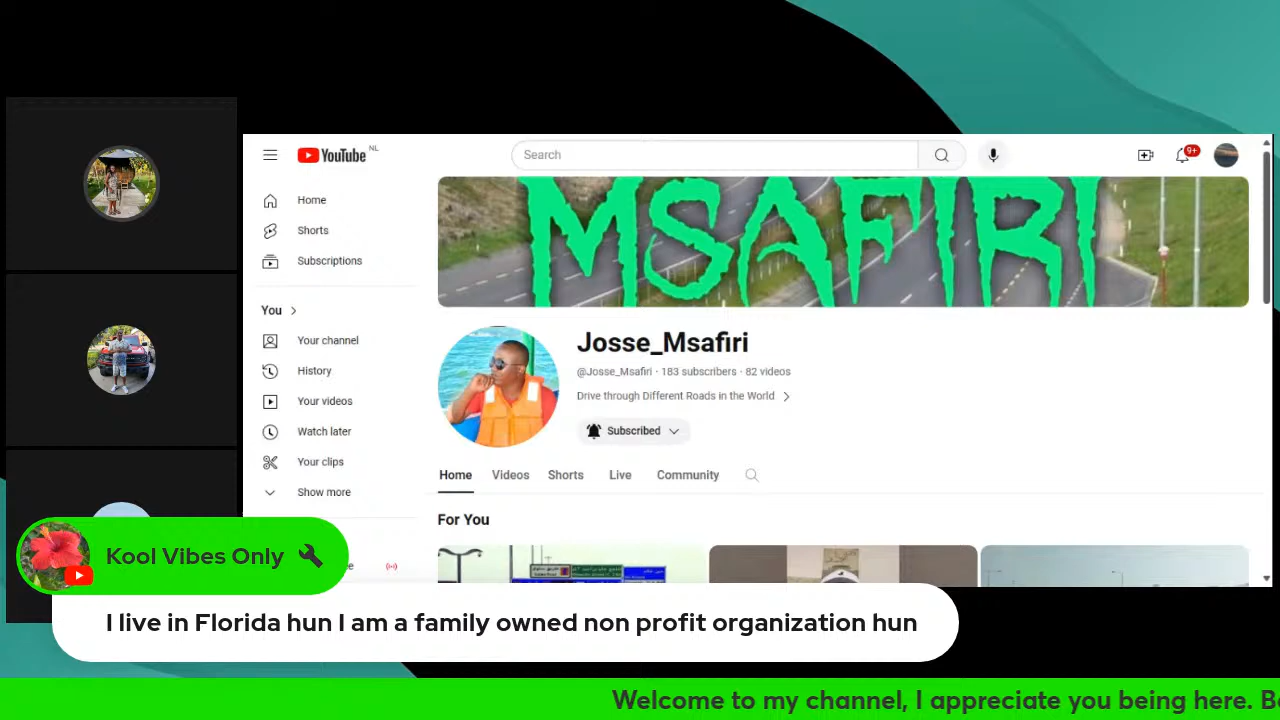 YouTube NL
Search
9+
Home
Shorts
Subscriptions
You
Your channel
History
Your videos
Watch later
Your clips
Show more
MSAFIRI
Josse_Msafiri
@Josse_Msafiri · 183 subscribers · 82 videos
Drive through Different Roads in the World
Subscribed
Home Videos Shorts Live Community
For You
Kool Vibes Only
I live in Florida hun I am a family owned non profit organization hun
Welcome to my channel, I appreciate you being here.